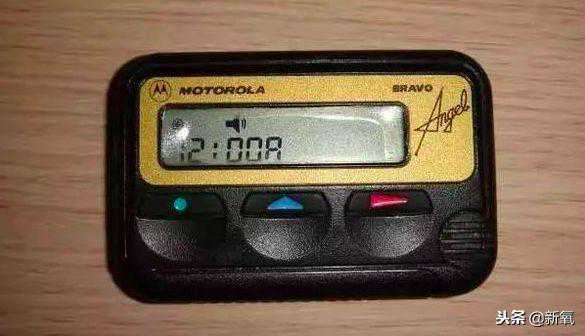 MOTOROLA
BRAVO
Angel
12:00A
头条 @新氧